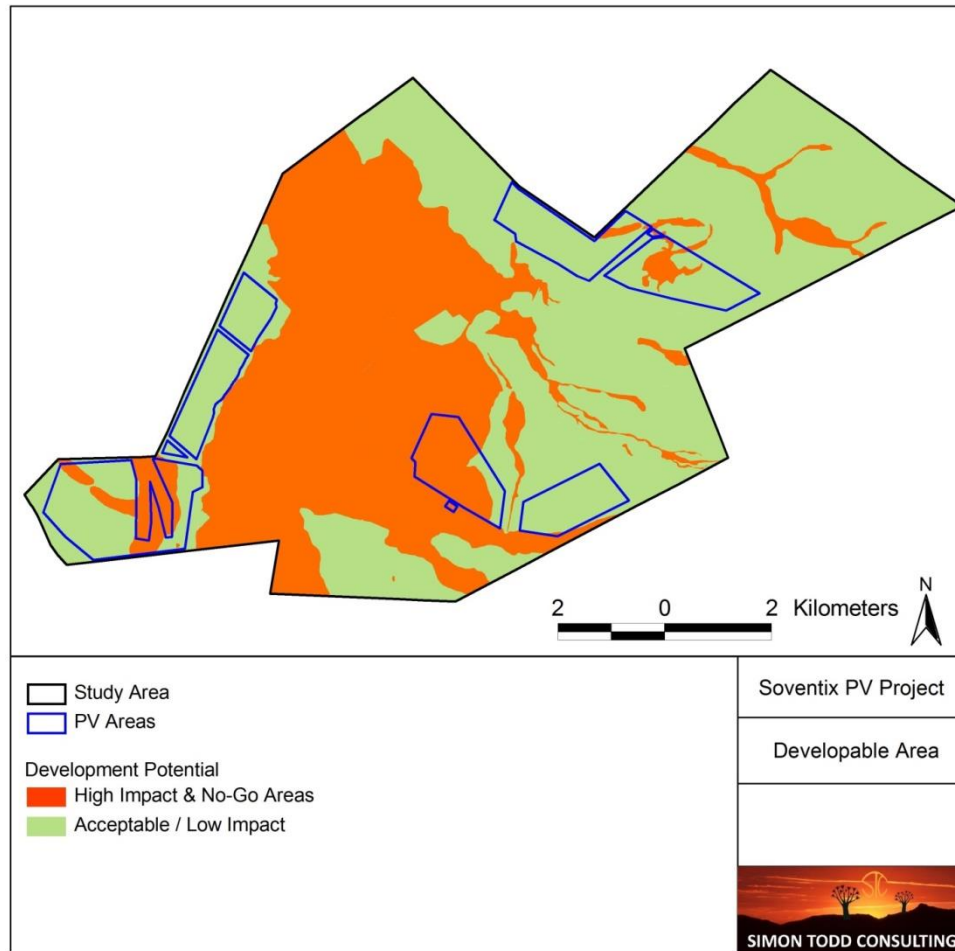 N
2 0 2 Kilometers
Study Area
PV Areas
Development Potential
High Impact & No-Go Areas
Acceptable / Low Impact
Soventix PV Project
Developable Area
STC
SIMON TODD CONSULTING